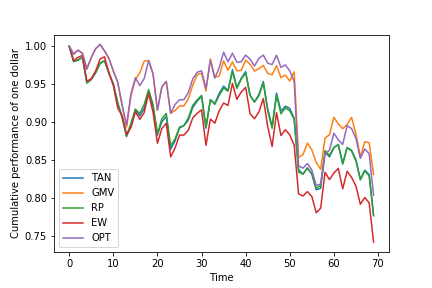 Cumulative performance of one dollar
1.00
0.95
0.90
0.85
0.80
0.75
TAN
GMV
RP
EW
OPT
0 10 20 30 40 50 60 70
Time